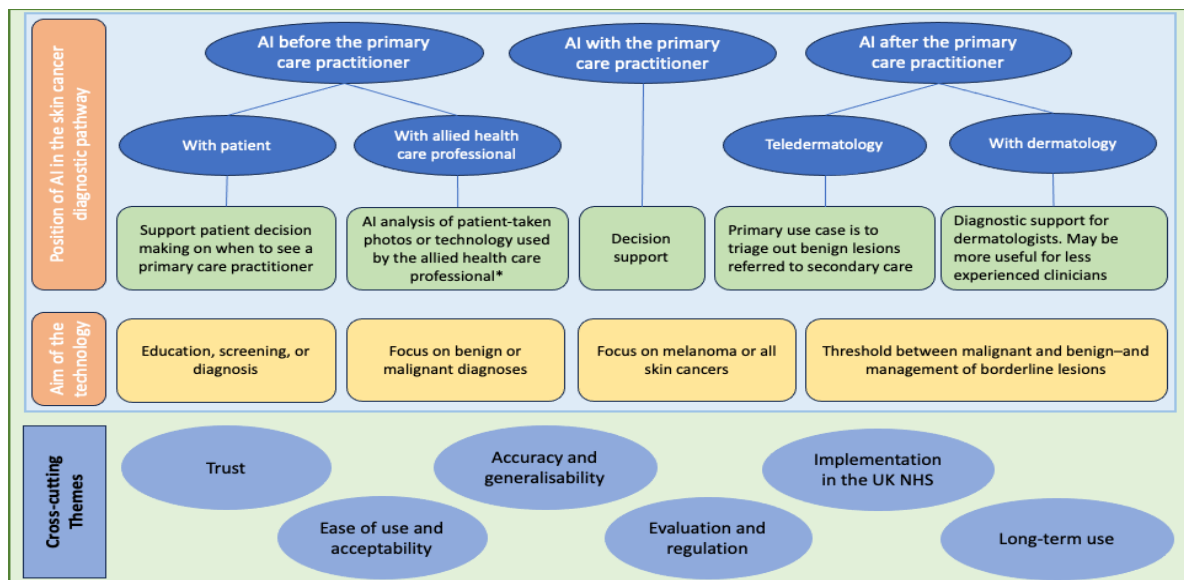 Position of AI in the skin cancer
diagnostic pathway
AI before the primary
care practitioner
AI with the primary
care practitioner
AI after the primary
care practitioner
With patient
With allied health
care professional
Teledermatology
With dermatology
Support patient decision
making on when to see a
primary care practitioner
AI analysis of patient-taken
photos or technology used
by the allied health care
professional*
Decision
support
Primary use case is to
triage out benign lesions
referred to secondary care
Diagnostic support for
dermatologists. May be
more useful for less
experienced clinicians
Aim of the
technology
Education, screening, or
diagnosis
Focus on benign or
malignant diagnoses
Focus on melanoma or all
skin cancers
Threshold between malignant and benign–and
management of borderline lesions
Cross-cutting
Themes
Trust
Accuracy and
generalisability
Implementation
in the UK NHS
Ease of use and
acceptability
Evaluation and
regulation
Long-term use